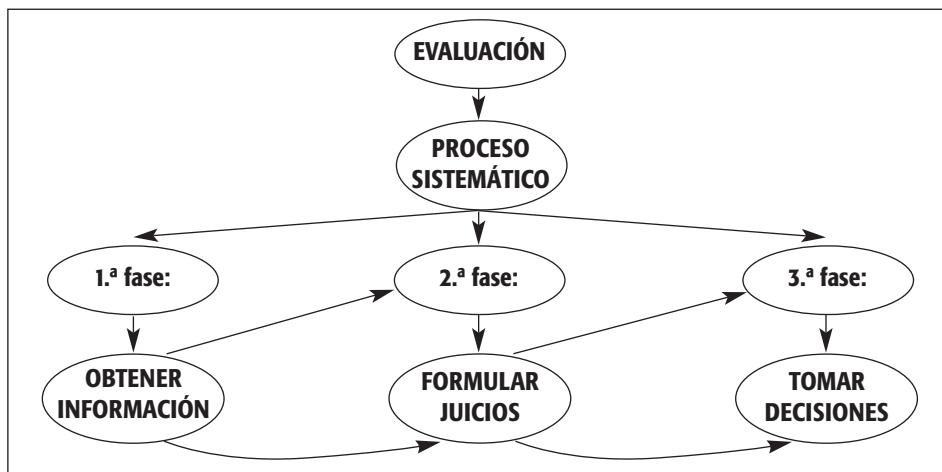 EVALUACIÓN
PROCESO
SISTEMÁTICO
1.ª fase:
2.ª fase:
3.ª fase:
OBTENER
INFORMACIÓN
FORMULAR
JUICIOS
TOMAR
DECISIONES